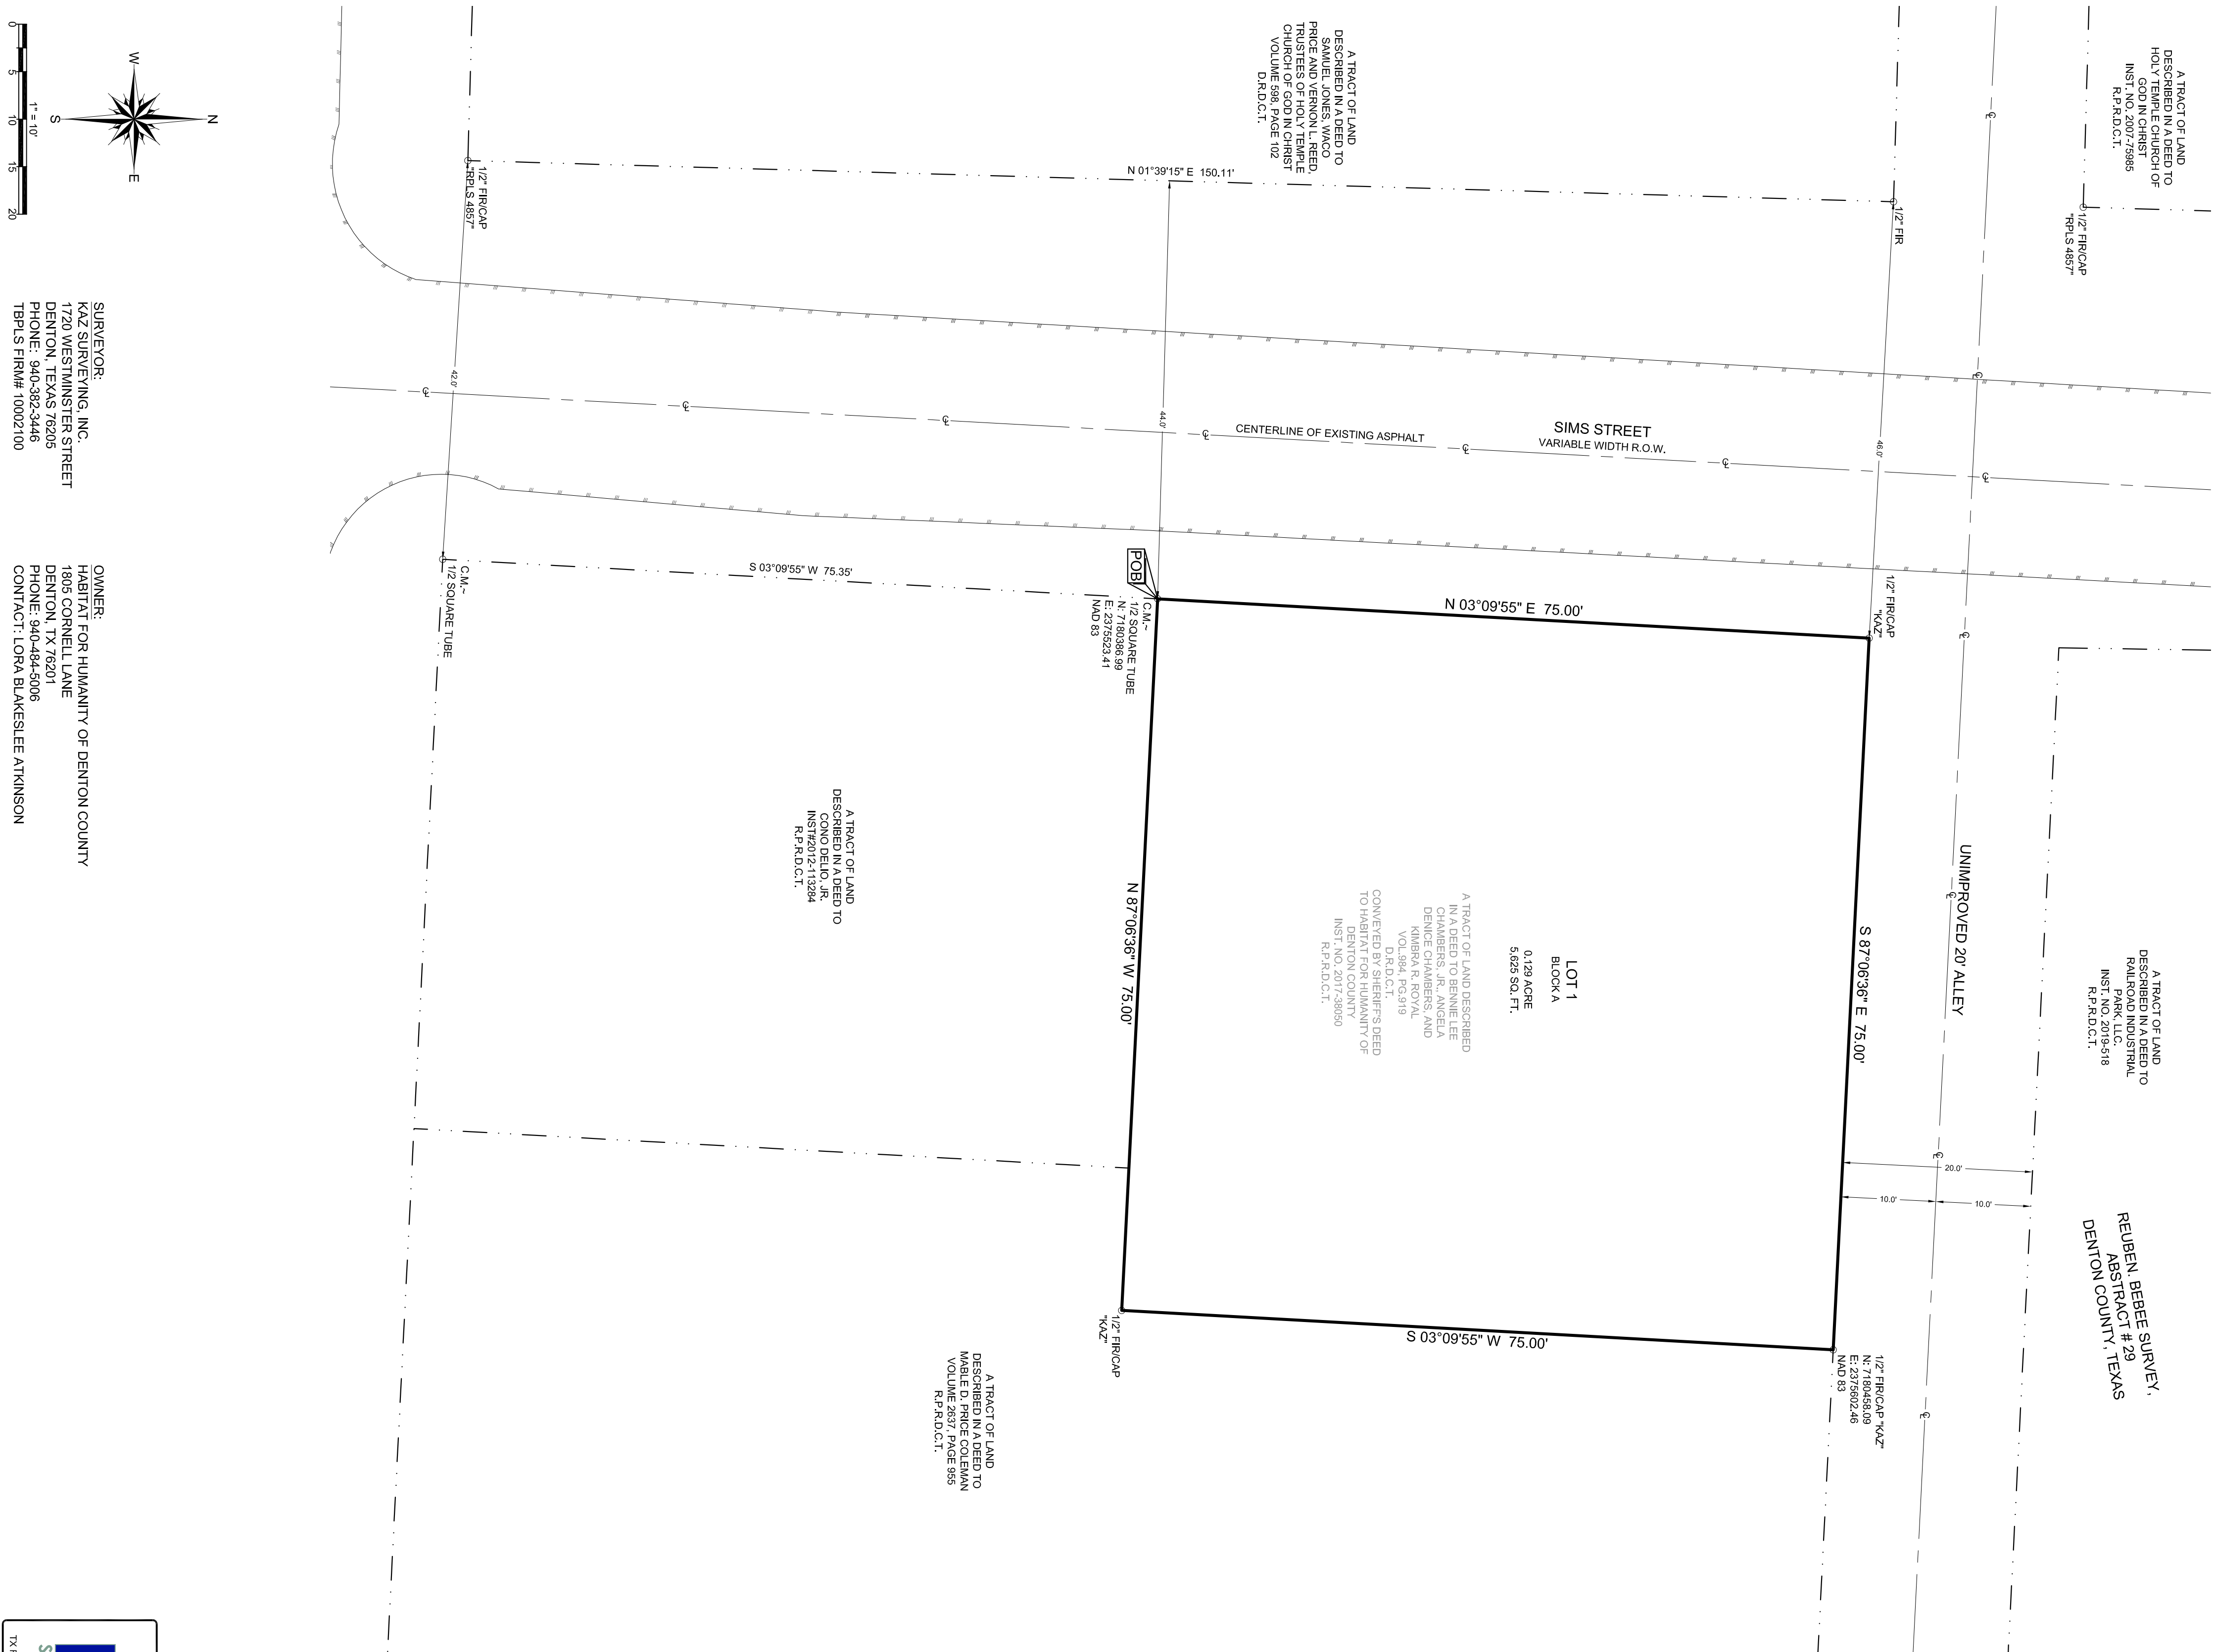 A TRACT OF LAND
DESCRIBED IN A DEED TO
HOLY TEMPLE CHURCH OF
GOD IN CHRIST
INST. NO. 2007-75985
R.P.R.D.C.T.
1/2" FIR/CAP
"RPLS 4857"
A TRACT OF LAND
DESCRIBED IN A DEED TO
RAILROAD INDUSTRIAL
PARK, LLC.
INST. NO. 2019-518
R.P.R.D.C.T.
REUBEN. BEBEE SURVEY,
ABSTRACT # 29
DENTON COUNTY, TEXAS
UNIMPROVED 20' ALLEY
20.0'
10.0'
10.0'
1/2" FIR
46.0'
1/2" FIR/CAP
"KAZ"
S 87°06'36" E 75.00'
1/2" FIR/CAP "KAZ"
N: 7180458.09
E: 2375602.46
NAD 83
SIMS STREET
VARIABLE WIDTH R.O.W.
CENTERLINE OF EXISTING ASPHALT
A TRACT OF LAND
DESCRIBED IN A DEED TO
SAMUEL JONES, WACO
PRICE AND VERNON L. REED,
TRUSTEES OF HOLY TEMPLE
CHURCH OF GOD IN CHRIST
VOLUME 598, PAGE 102
D.R.D.C.T.
N 01°39'15" E 150.11'
N 03°09'55" E 75.00'
LOT 1
BLOCK A
0.129 ACRE
5,625 SQ. FT.
A TRACT OF LAND DESCRIBED
IN A DEED TO BENNIE LEE
CHAMBERS, JR., ANGELA
DENICE CHAMBERS, AND
KIMBRA R. ROYAL
VOL.984, PG.919
D.R.D.C.T.
CONVEYED BY SHERIFF'S DEED
TO HABITAT FOR HUMANITY OF
DENTON COUNTY
INST. NO. 2017-38050
R.P.R.D.C.T.
S 03°09'55" W 75.00'
44.0'
POB
C.M.~
1/2 SQUARE TUBE
N: 7180386.99
E: 2375523.41
NAD 83
N 87°06'36" W 75.00'
1/2" FIR/CAP
"KAZ"
A TRACT OF LAND
DESCRIBED IN A DEED TO
MABLE D. PRICE COLEMAN
VOLUME 2637, PAGE 955
R.P.R.D.C.T.
S 03°09'55" W 75.35'
A TRACT OF LAND
DESCRIBED IN A DEED TO
CONO DELIO, JR.
INST#2012-113284
R.P.R.D.C.T.
1/2" FIR/CAP
"RPLS 4857"
42.0'
C.M.~
1/2 SQUARE TUBE
N
W
E
S
1" = 10'
0 5 10 15 20
SURVEYOR:
KAZ SURVEYING, INC.
1720 WESTMINSTER STREET
DENTON, TEXAS 76205
PHONE: 940-382-3446
TBPLS FIRM# 10002100
OWNER:
HABITAT FOR HUMANITY OF DENTON COUNTY
1805 CORNELL LANE
DENTON, TX 76201
PHONE: 940-484-5006
CONTACT: LORA BLAKESLEE ATKINSON
TX